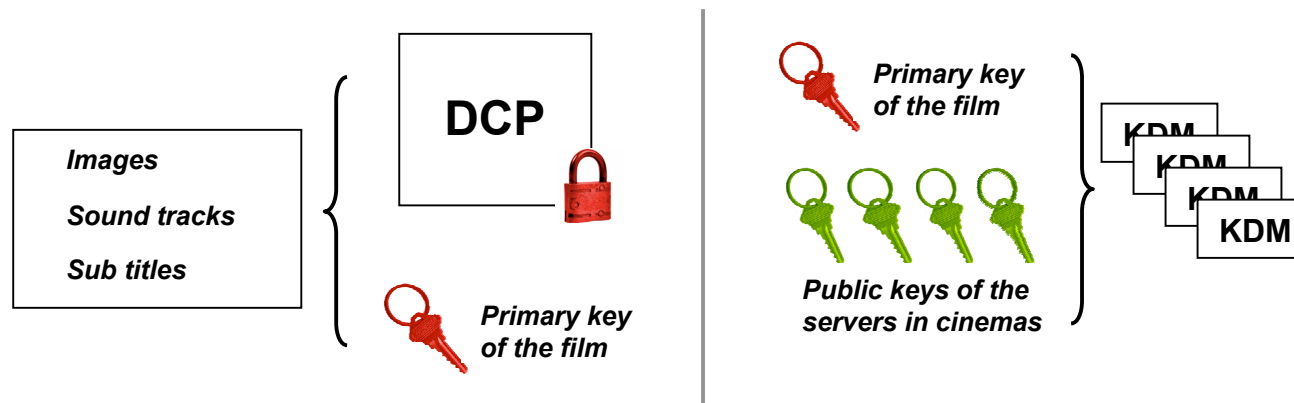 Images
Sound tracks
Sub titles
DCP
Primary key
of the film
Primary key
of the film
Public keys of the
servers in cinemas
KDM
KDM
KDM
KDM